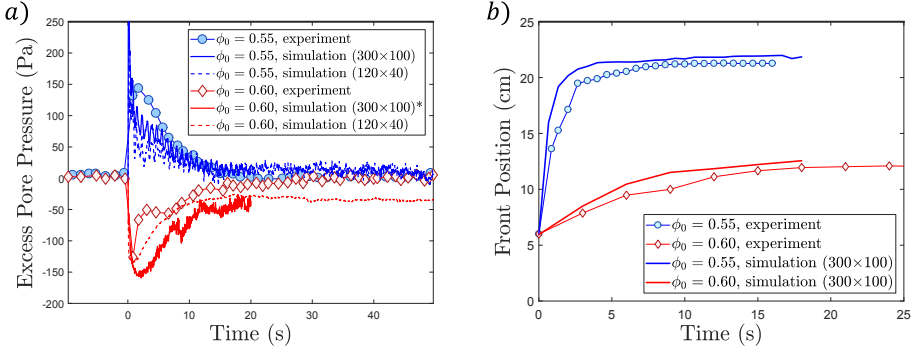 a)
Excess Pore Pressure (Pa)
250
200
150
100
50
0
-50
-100
-150
-200
ϕ₀ = 0.55, experiment
ϕ₀ = 0.55, simulation (300×100)
ϕ₀ = 0.55, simulation (120×40)
ϕ₀ = 0.60, experiment
ϕ₀ = 0.60, simulation (300×100)*
ϕ₀ = 0.60, simulation (120×40)
0 10 20 30 40
Time (s)
b)
Front Position (cm)
25
20
15
10
5
0
ϕ₀ = 0.55, experiment
ϕ₀ = 0.60, experiment
ϕ₀ = 0.55, simulation (300×100)
ϕ₀ = 0.60, simulation (300×100)
0 5 10 15 20 25
Time (s)